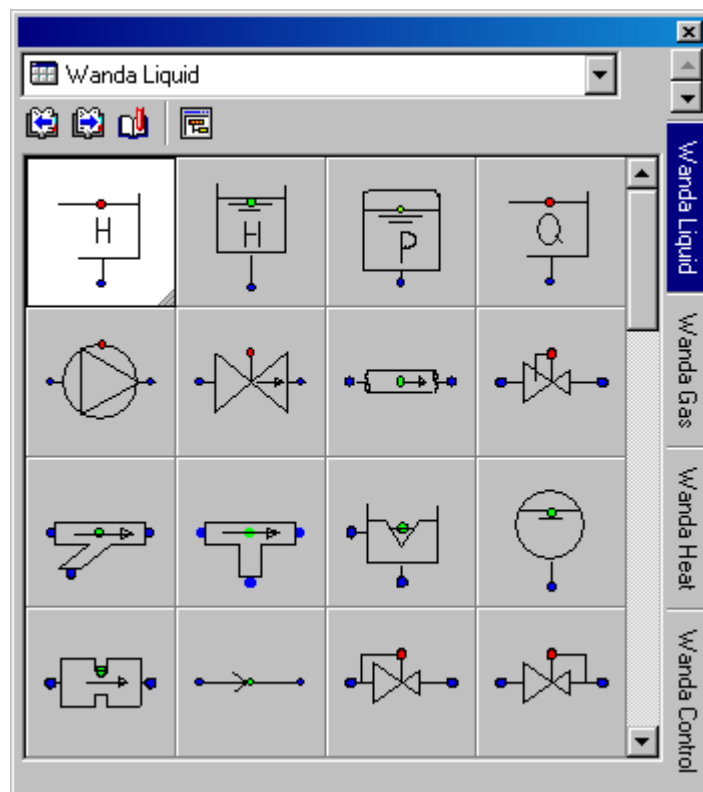 Wanda Liquid
H
H
P
Q
Wanda Liquid
Wanda Gas
Wanda Heat
Wanda Control